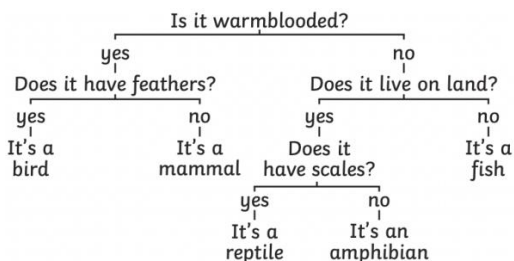 Is it warmblooded?
yes
no
Does it have feathers?
Does it live on land?
yes
no
yes
no
It's a
bird
It's a
mammal
Does it
have scales?
It's a
fish
yes
no
It's a
reptile
It's an
amphibian